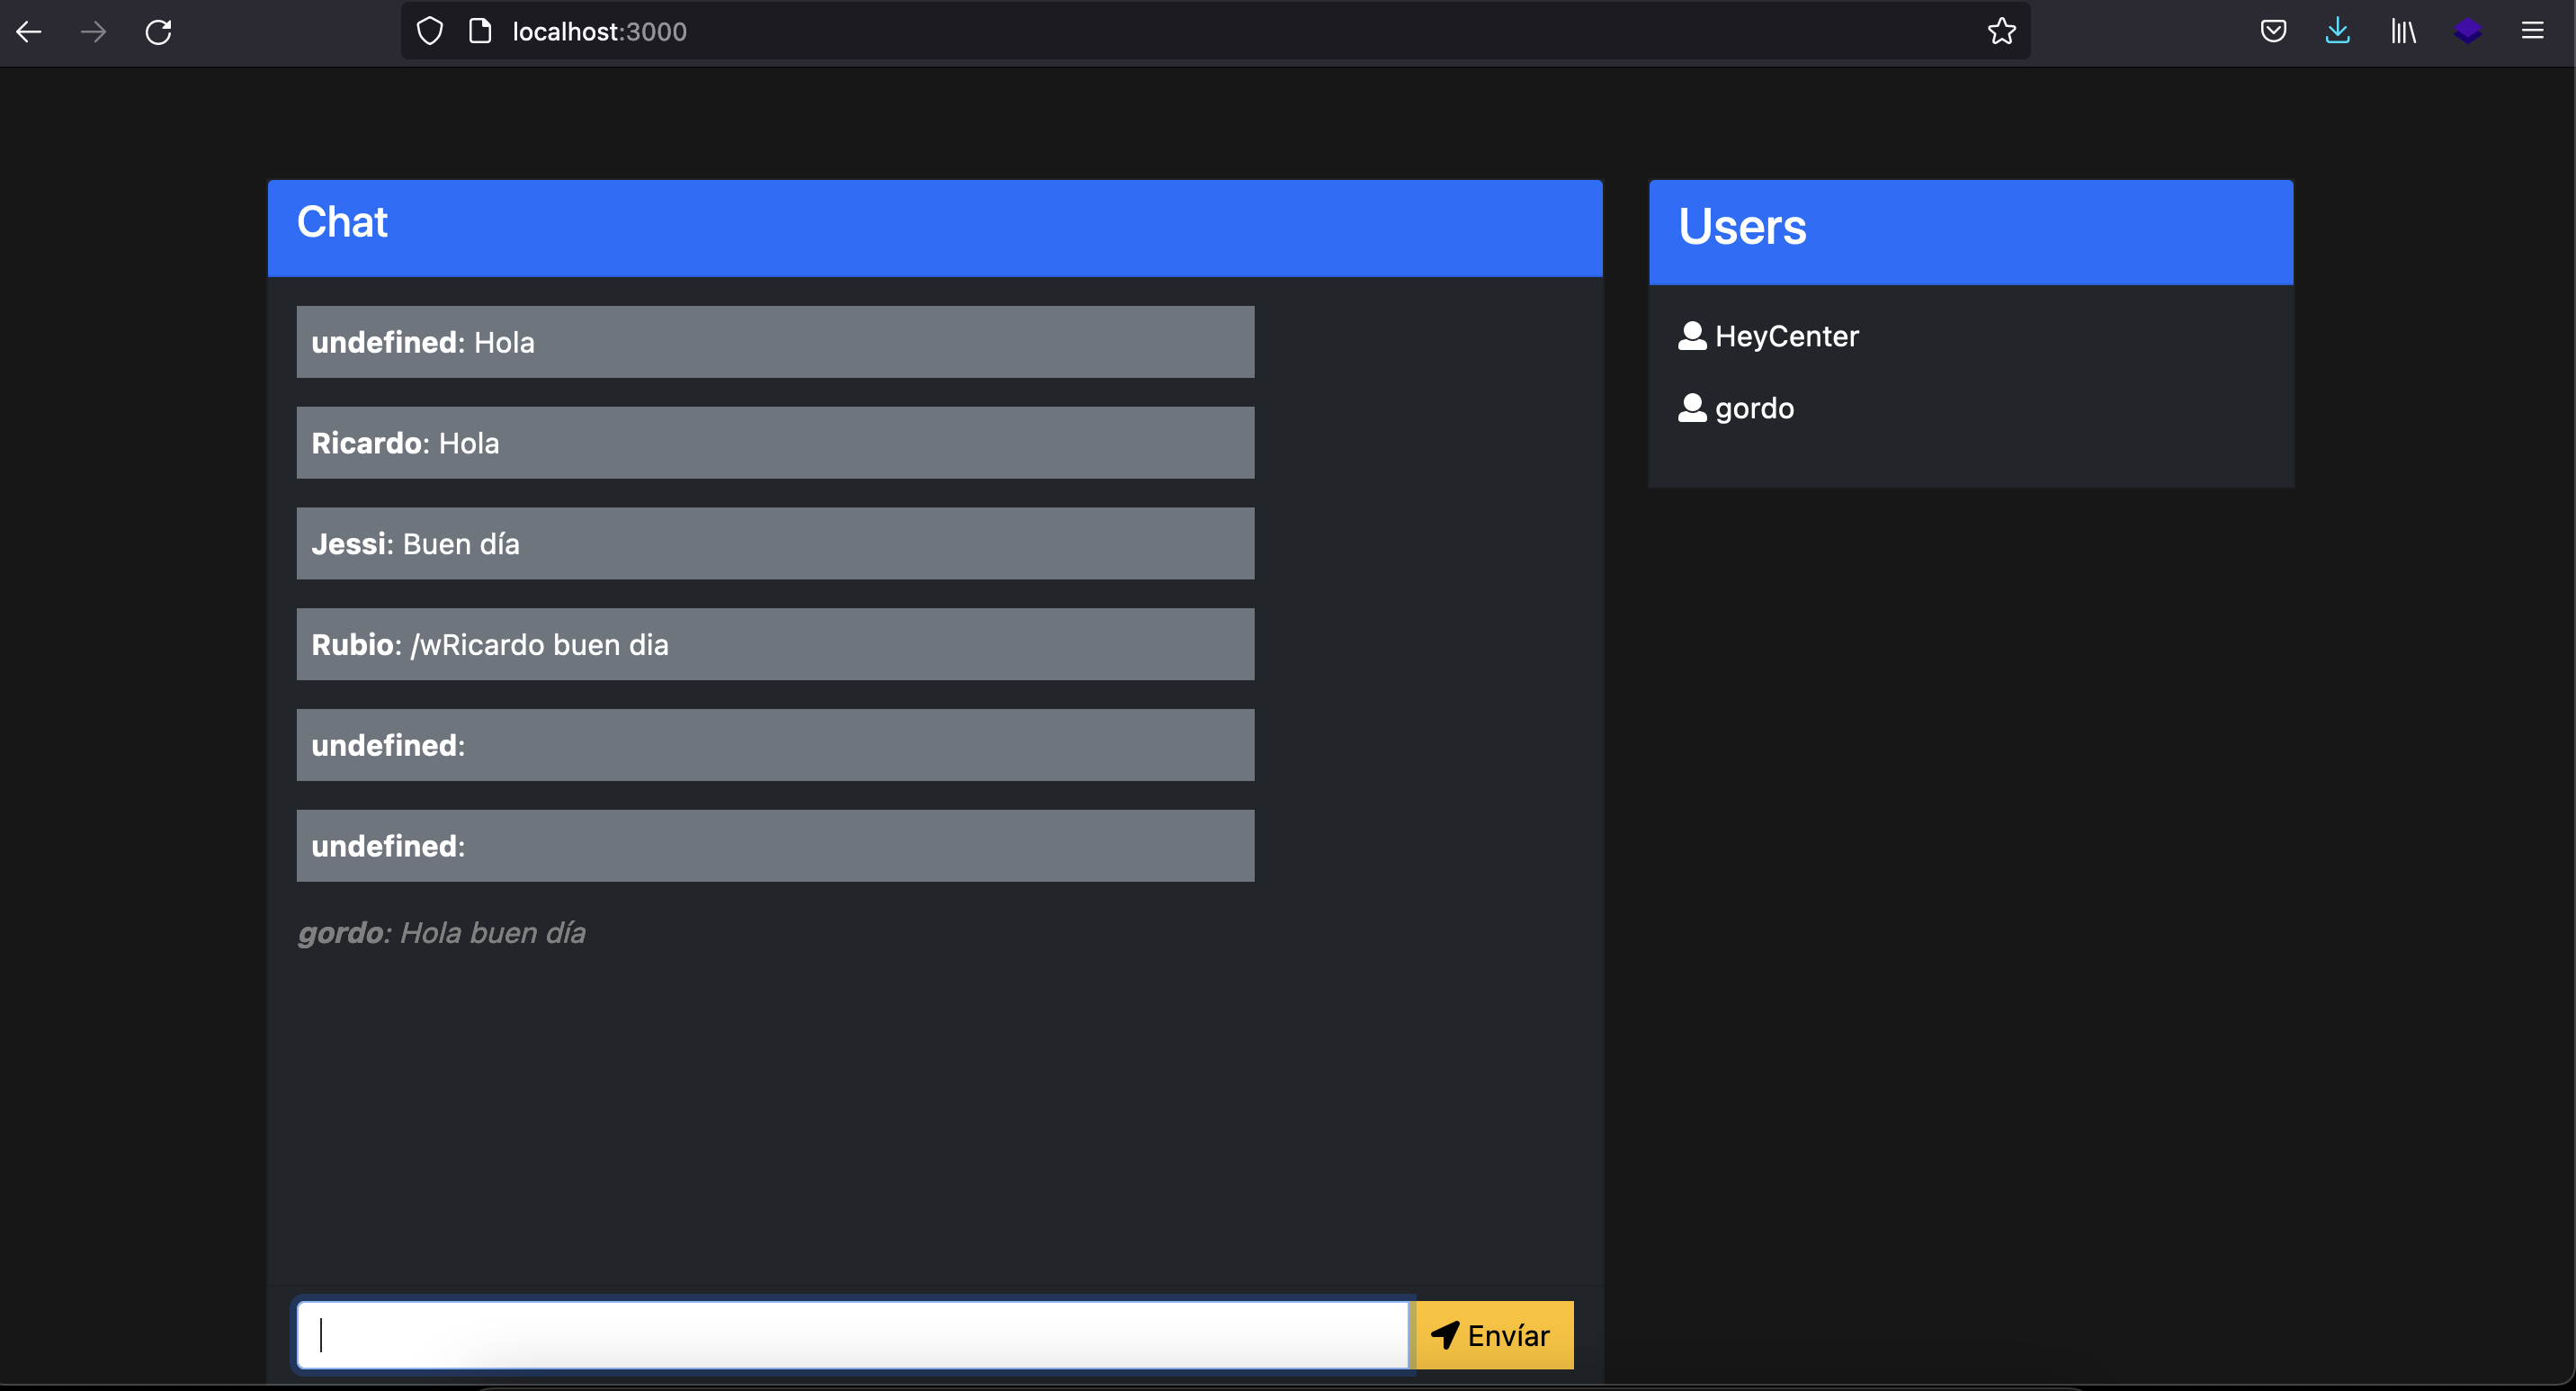 localhost:3000
Chat
undefined: Hola
Ricardo: Hola
Jessi: Buen día
Rubio: /wRicardo buen dia
undefined:
undefined:
gordo: Hola buen día
Envíar
Users
HeyCenter
gordo